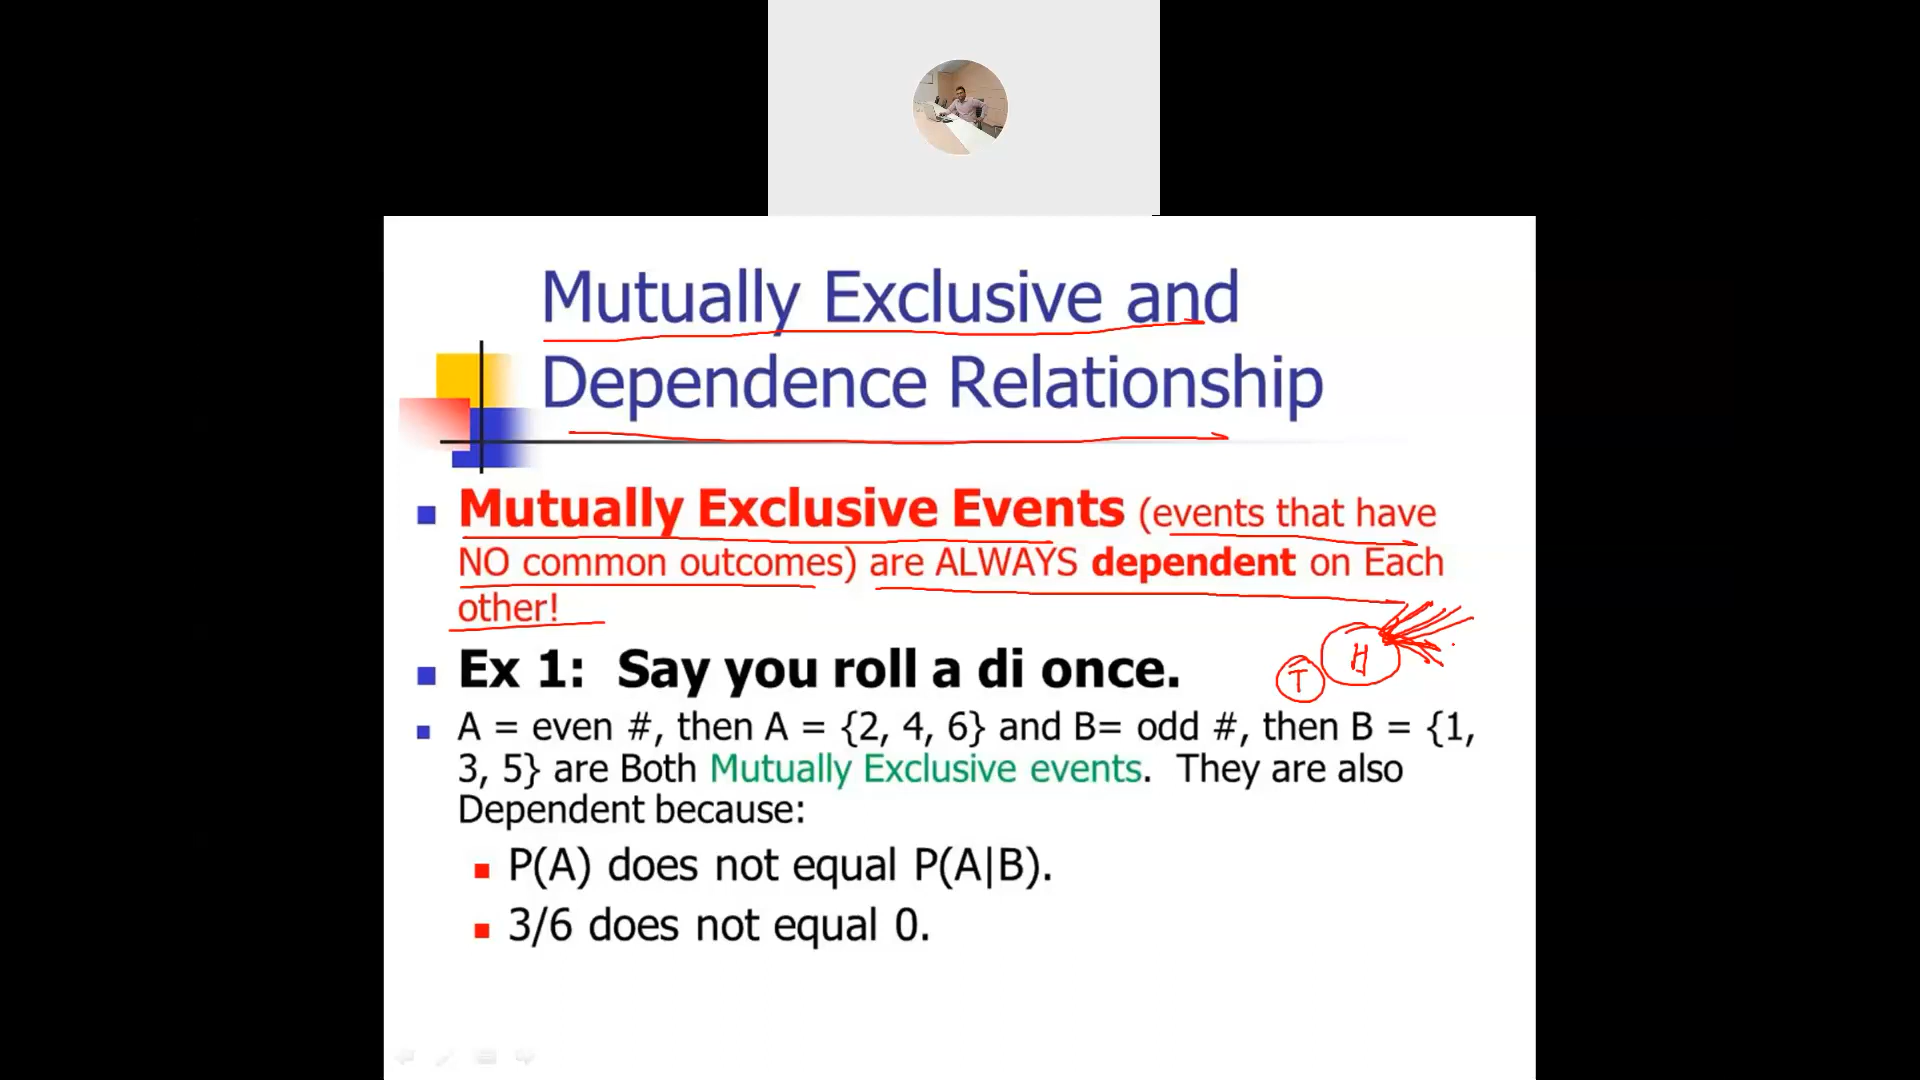 Mutually Exclusive and
Dependence Relationship
Mutually Exclusive Events (events that have
NO common outcomes) are ALWAYS dependent on Each
other!
T H
Ex 1: Say you roll a di once.
A = even #, then A = {2, 4, 6} and B= odd #, then B = {1,
3, 5} are Both Mutually Exclusive events. They are also
Dependent because:
P(A) does not equal P(A|B).
3/6 does not equal 0.